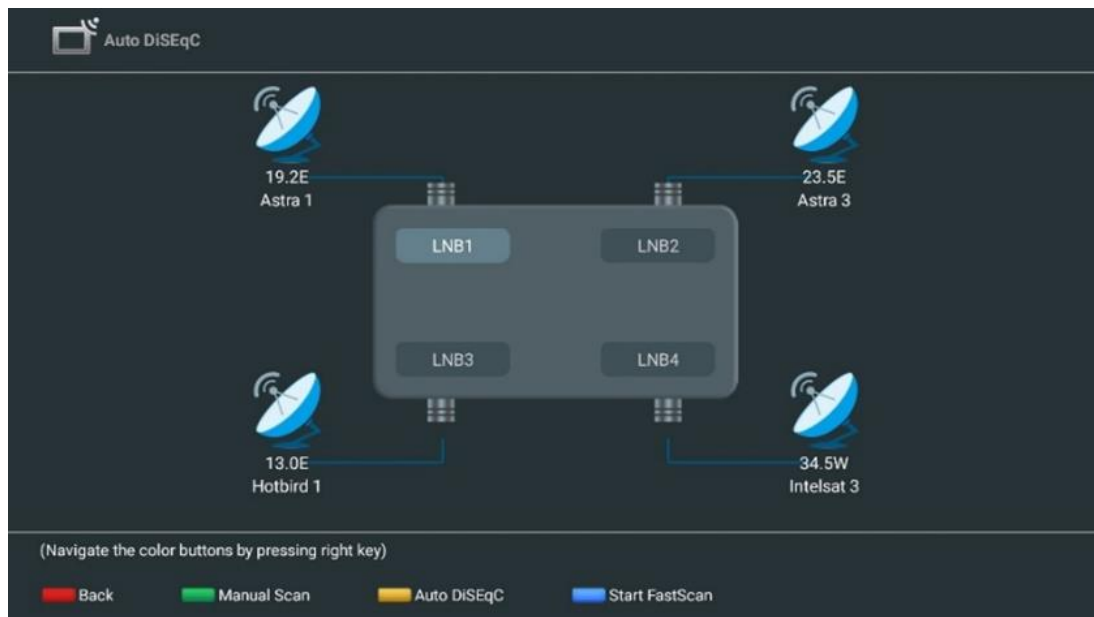 Auto DiSEqC
19.2E
Astra 1
23.5E
Astra 3
LNB1
LNB2
LNB3
LNB4
13.0E
Hotbird 1
34.5W
Intelsat 3
(Navigate the color buttons by pressing right key)
Back
Manual Scan
Auto DiSEqC
Start FastScan